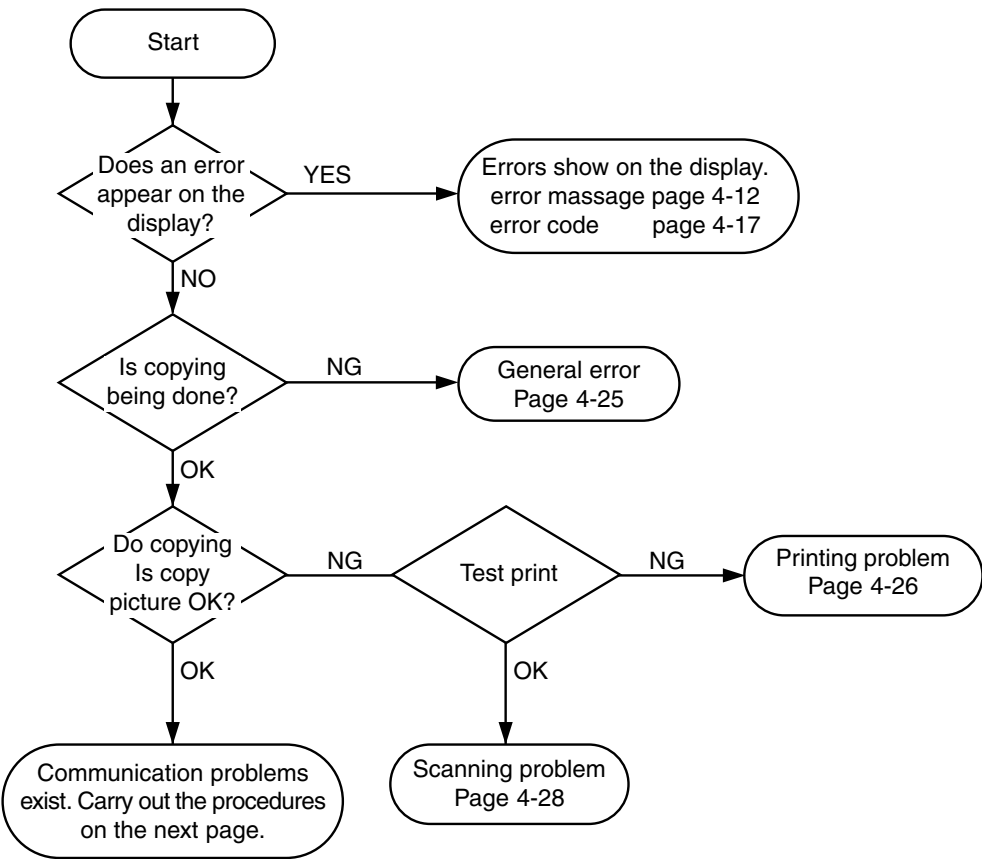 Start
Does an error
appear on the
display?
YES
Errors show on the display.
error massage page 4-12
error code page 4-17
NO
Is copying
being done?
NG
General error
Page 4-25
OK
Do copying
Is copy
picture OK?
NG
Test print
NG
Printing problem
Page 4-26
OK
OK
Communication problems
exist. Carry out the procedures
on the next page.
Scanning problem
Page 4-28